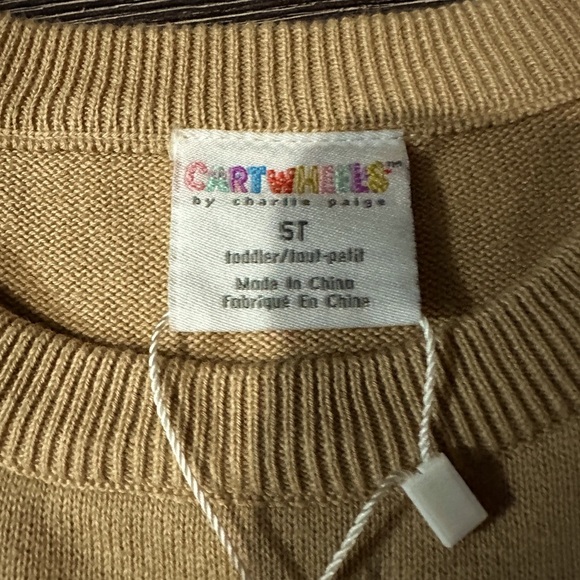 CARTWHEELS™
by charlie paige
5T
toddler/tout-petit
Made In China
Fabriqué En Chine